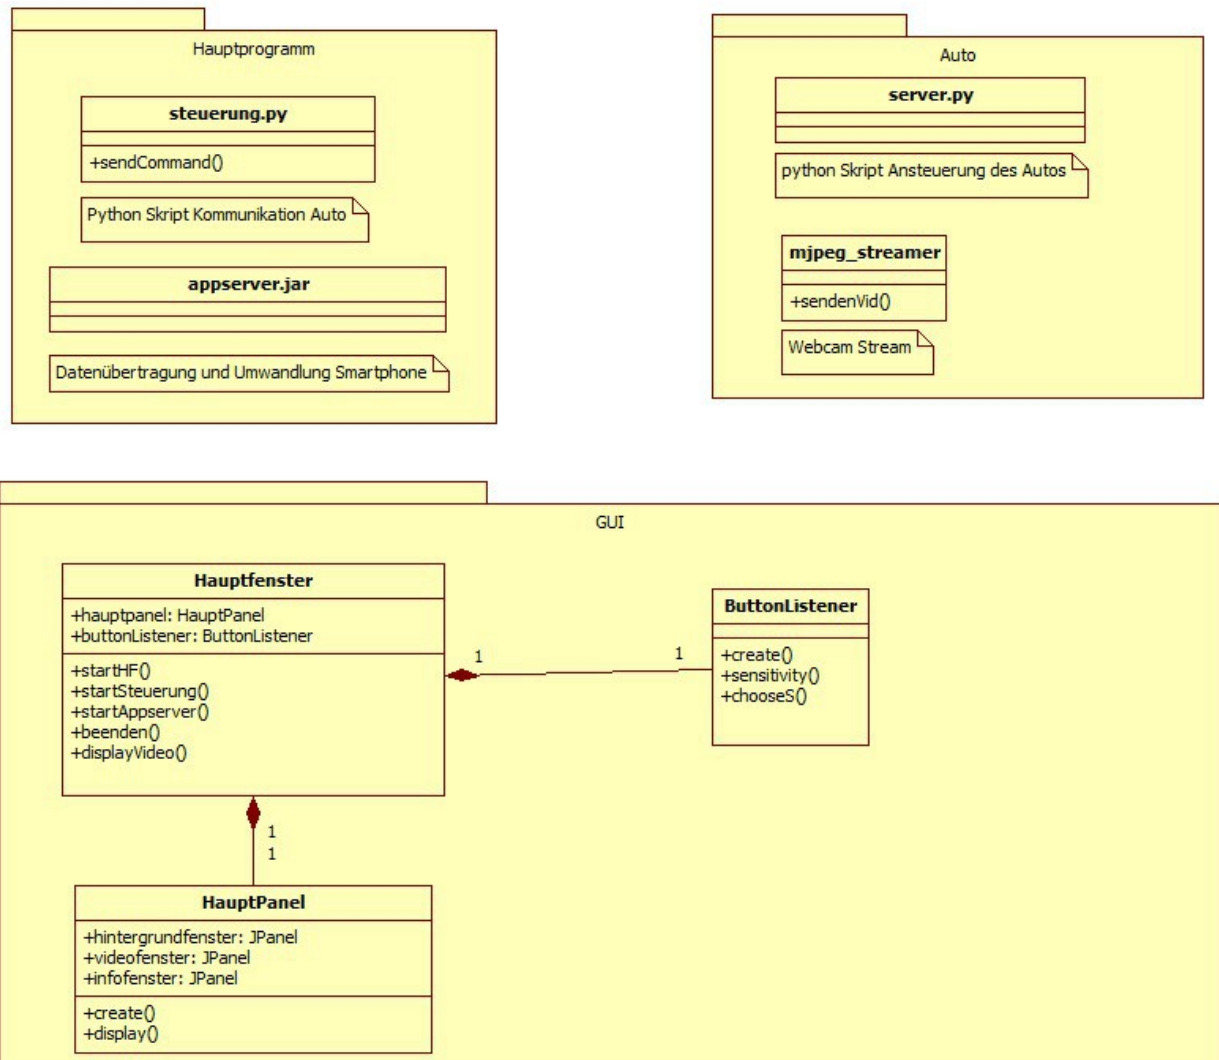 Hauptprogramm
steuerung.py
+sendCommand()
Python Skript Kommunikation Auto
appserver.jar
Datenübertragung und Umwandlung Smartphone
Auto
server.py
python Skript Ansteuerung des Autos
mjpeg_streamer
+sendenVid()
Webcam Stream
GUI
Hauptfenster
+hauptpanel: HauptPanel
+buttonListener: ButtonListener
+startHF()
+startSteuerung()
+startAppserver()
+beenden()
+displayVideo()
1
1
ButtonListener
+create()
+sensitivity()
+chooseS()
1
1
HauptPanel
+hintergrundfenster: JPanel
+videofenster: JPanel
+infofenster: JPanel
+create()
+display()